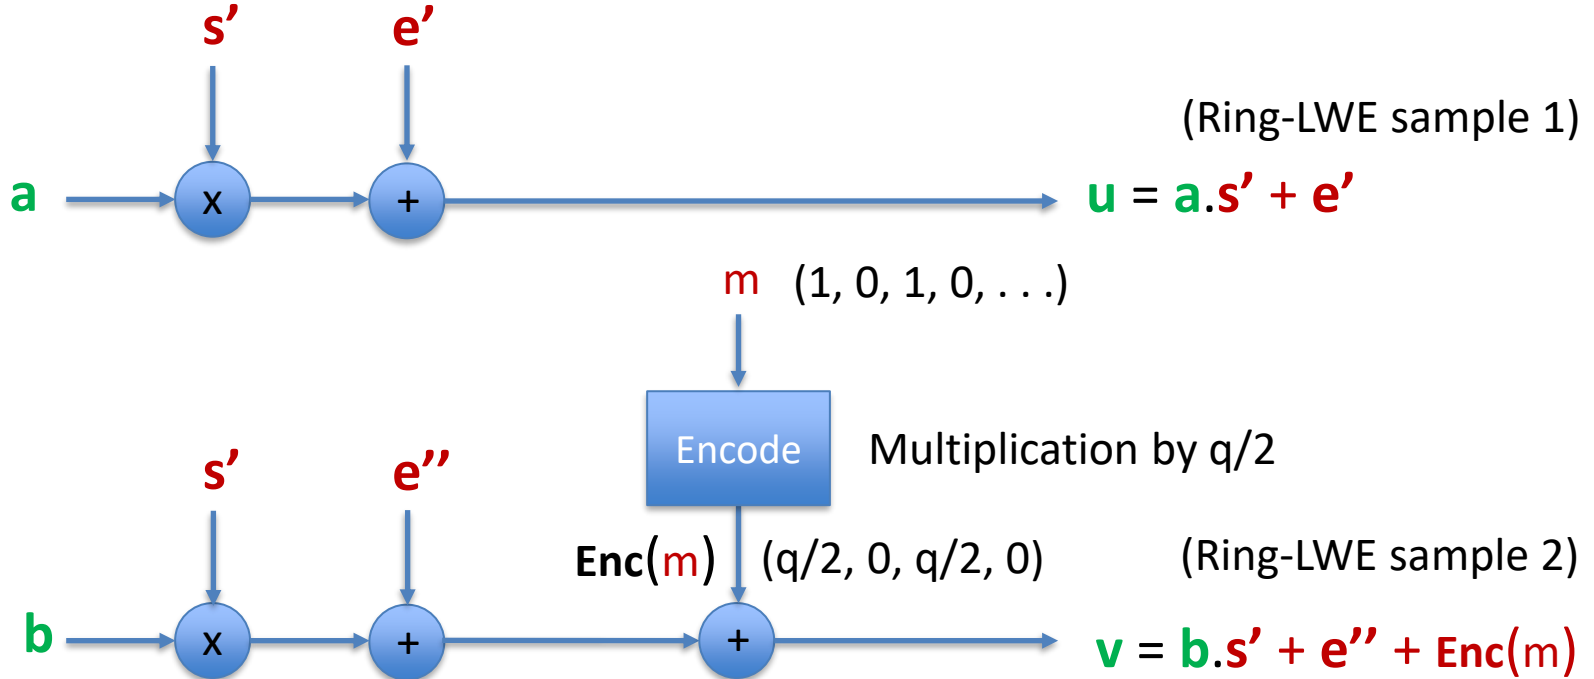 s’ e’
(Ring-LWE sample 1)
a x + u = a.s’ + e’
m (1, 0, 1, 0, . . .)
Encode Multiplication by q/2
s’ e’’
Enc(m) (q/2, 0, q/2, 0) (Ring-LWE sample 2)
b x + + v = b.s’ + e’’ + Enc(m)